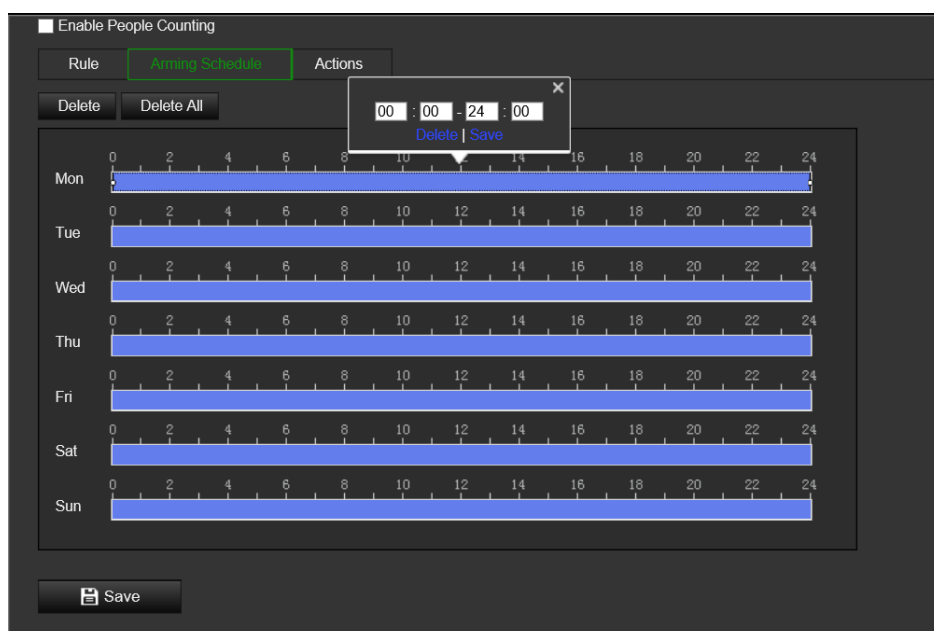 Enable People Counting
Rule Arming Schedule Actions
Delete Delete All
00 : 00 - 24 : 00
Delete | Save
0 2 4 6 8 10 12 14 16 18 20 22 24
Mon
0 2 4 6 8 10 12 14 16 18 20 22 24
Tue
0 2 4 6 8 10 12 14 16 18 20 22 24
Wed
0 2 4 6 8 10 12 14 16 18 20 22 24
Thu
0 2 4 6 8 10 12 14 16 18 20 22 24
Fri
0 2 4 6 8 10 12 14 16 18 20 22 24
Sat
0 2 4 6 8 10 12 14 16 18 20 22 24
Sun
Save